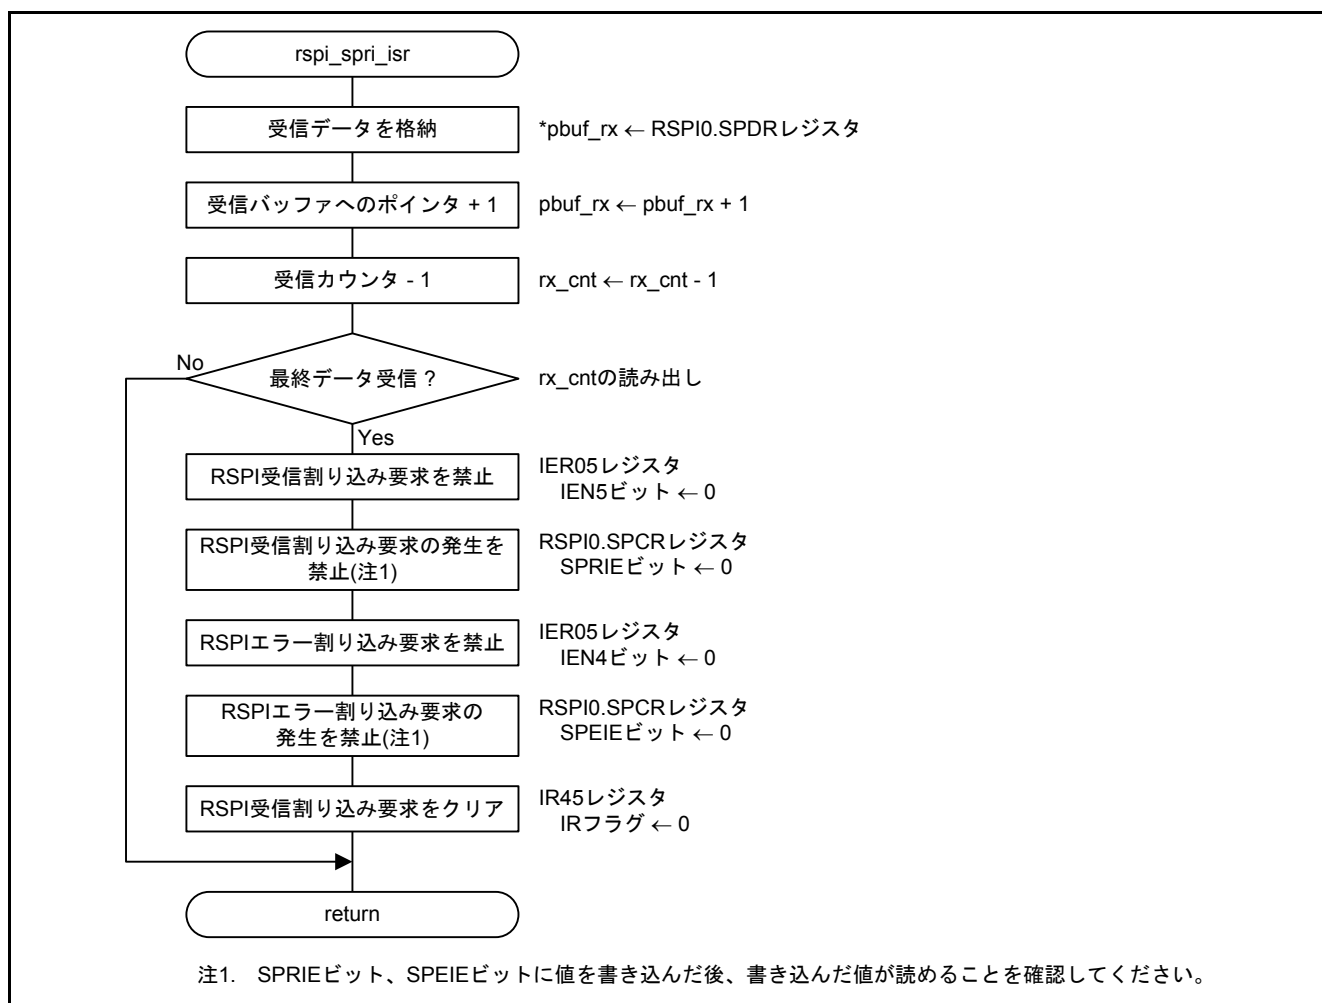 rspi_spri_isr
受信データを格納
*pbuf_rx ← RSPI0.SPDRレジスタ
受信バッファへのポインタ + 1
pbuf_rx ← pbuf_rx + 1
受信カウンタ - 1
rx_cnt ← rx_cnt - 1
No
最終データ受信 ?
rx_cntの読み出し
Yes
RSPI受信割り込み要求を禁止
IER05レジスタ
IEN5ビット ← 0
RSPI受信割り込み要求の発生を
禁止(注1)
RSPI0.SPCRレジスタ
SPRIEビット ← 0
RSPIエラー割り込み要求を禁止
IER05レジスタ
IEN4ビット ← 0
RSPIエラー割り込み要求の
発生を禁止(注1)
RSPI0.SPCRレジスタ
SPEIEビット ← 0
RSPI受信割り込み要求をクリア
IR45レジスタ
IRフラグ ← 0
return
注1. SPRIEビット、SPEIEビットに値を書き込んだ後、書き込んだ値が読めることを確認してください。